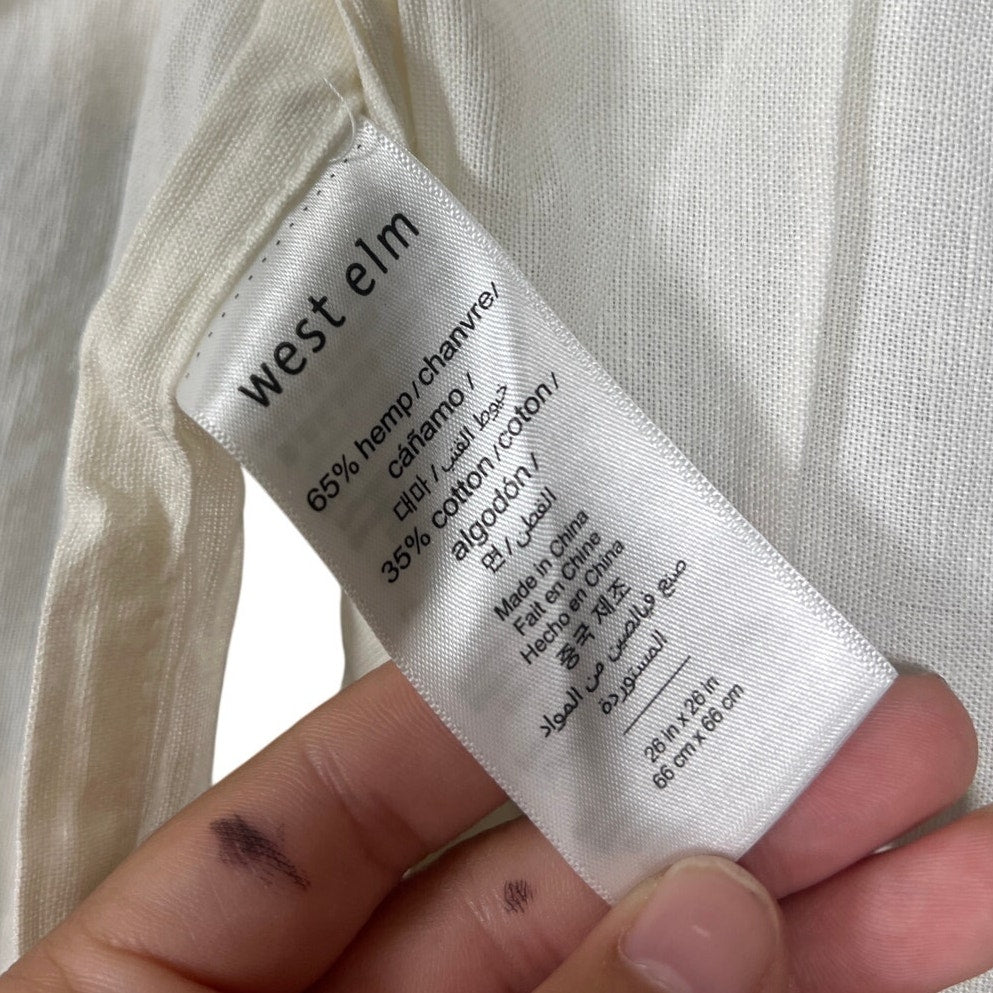 west elm
65% hemp/chanvre/
cáñamo /
대마 / خيوط القنب /
35% cotton /coton/
algodón/
면 / القطن
Made in China
Fait en Chine
Hecho en China
중국 제조
صنع في الصين من المواد
المستوردة
26 in x 26 in
66 cm x 66 cm